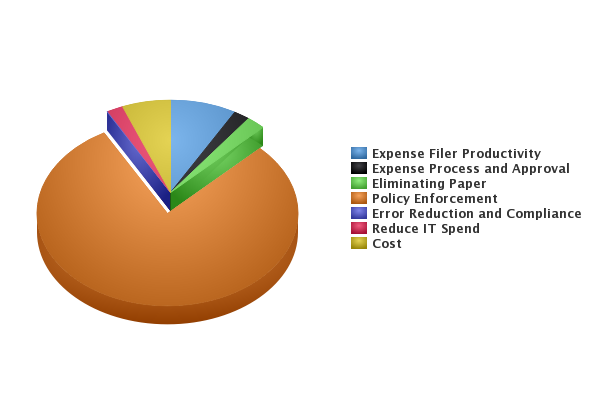 Expense Filer Productivity
Expense Process and Approval
Eliminating Paper
Policy Enforcement
Error Reduction and Compliance
Reduce IT Spend
Cost